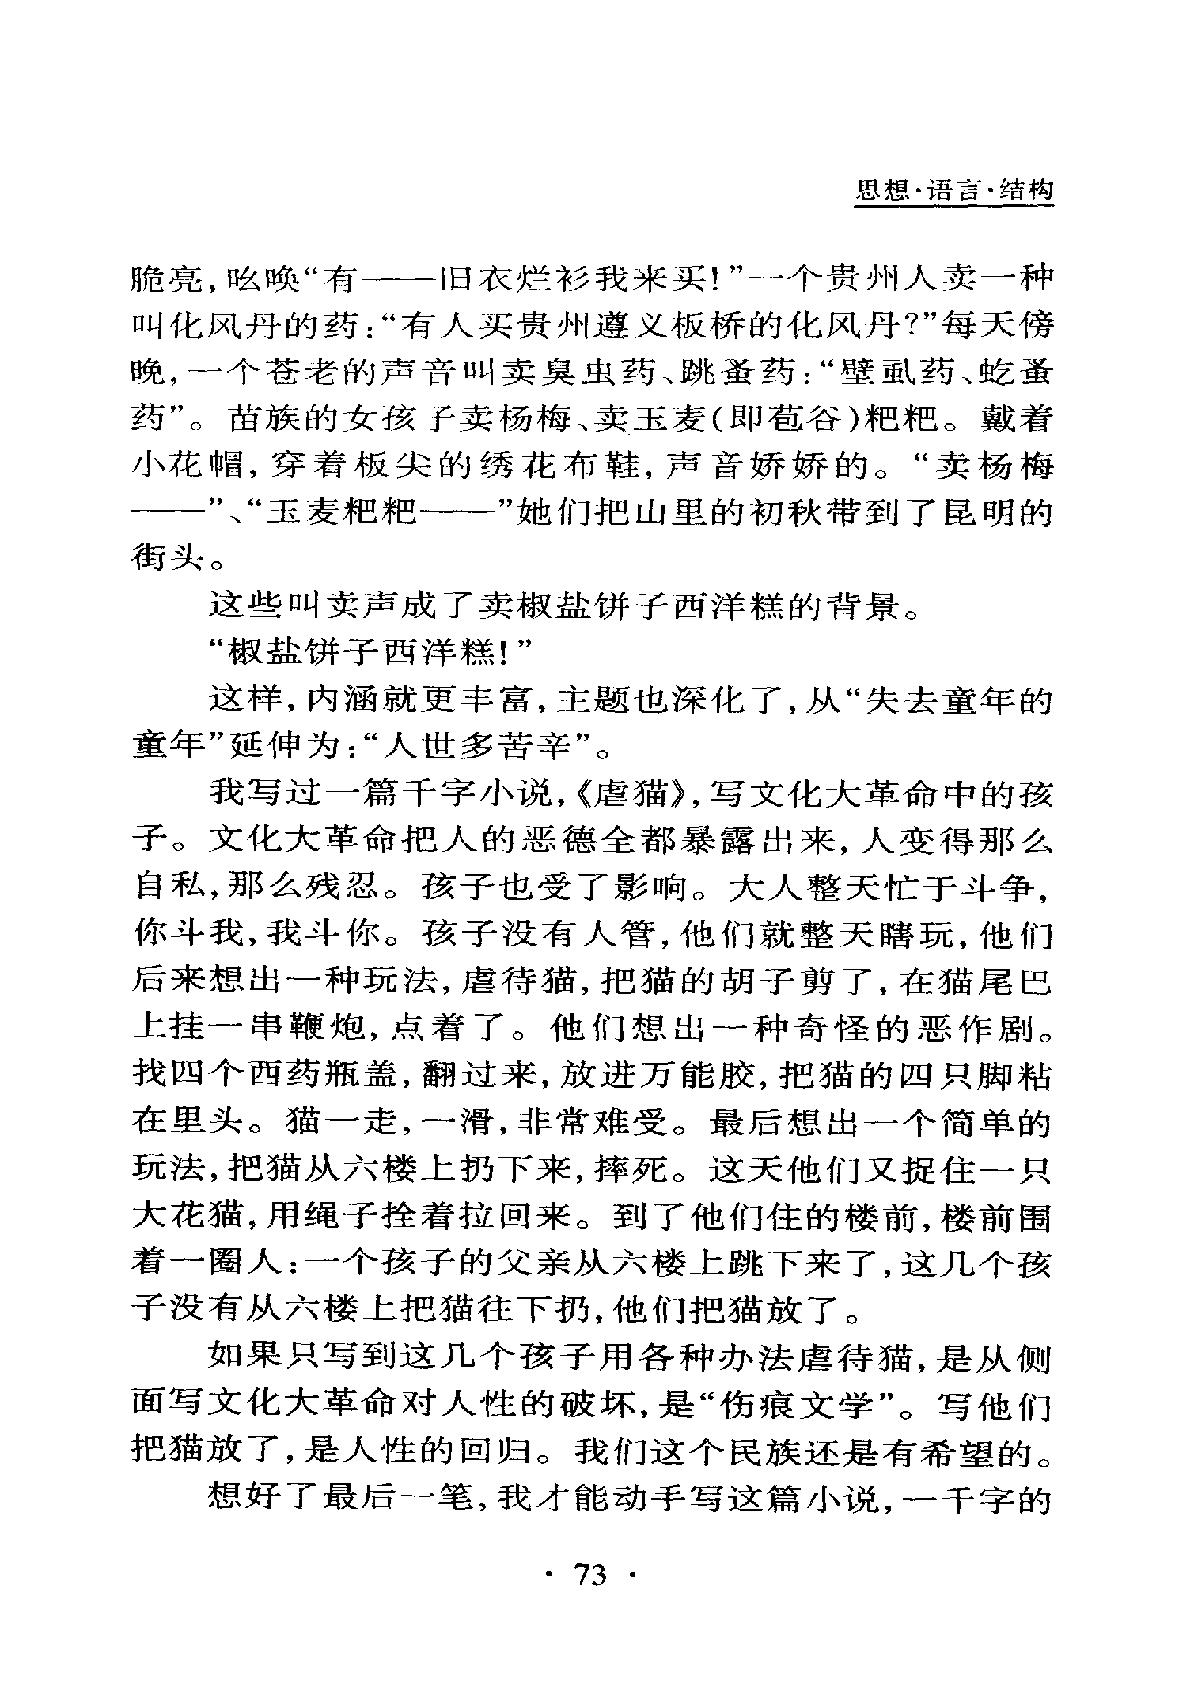 思想·语言·结构
脆亮,吆唤“有——旧衣烂衫我来买!”一个贵州人卖一种
叫化风丹的药:“有人买贵州遵义板桥的化风丹?”每天傍
晚,一个苍老的声音叫卖臭虫药、跳蚤药:“壁虱药、虼蚤
药”。苗族的女孩子卖杨梅、卖玉麦(即苞谷)粑粑。戴着
小花帽,穿着板尖的绣花布鞋,声音娇娇的。“卖杨梅
——”、“玉麦粑粑——”她们把山里的初秋带到了昆明的
街头。
这些叫卖声成了卖椒盐饼子西洋糕的背景。
“椒盐饼子西洋糕!”
这样,内涵就更丰富,主题也深化了,从“失去童年的
童年”延伸为:“人世多苦辛”。
我写过一篇千字小说,《虐猫》,写文化大革命中的孩
子。文化大革命把人的恶德全都暴露出来,人变得那么
自私,那么残忍。孩子也受了影响。大人整天忙于斗争,
你斗我,我斗你。孩子没有人管,他们就整天瞎玩,他们
后来想出一种玩法,虐待猫,把猫的胡子剪了,在猫尾巴
上挂一串鞭炮,点着了。他们想出一种奇怪的恶作剧。
找四个西药瓶盖,翻过来,放进万能胶,把猫的四只脚粘
在里头。猫一走,一滑,非常难受。最后想出一个简单的
玩法,把猫从六楼上扔下来,摔死。这天他们又捉住一只
大花猫,用绳子拴着拉回来。到了他们住的楼前,楼前围
着一圈人:一个孩子的父亲从六楼上跳下来了,这几个孩
子没有从六楼上把猫往下扔,他们把猫放了。
如果只写到这几个孩子用各种办法虐待猫,是从侧
面写文化大革命对人性的破坏,是“伤痕文学”。写他们
把猫放了,是人性的回归。我们这个民族还是有希望的。
想好了最后一笔,我才能动手写这篇小说,一千字的
· 73 ·